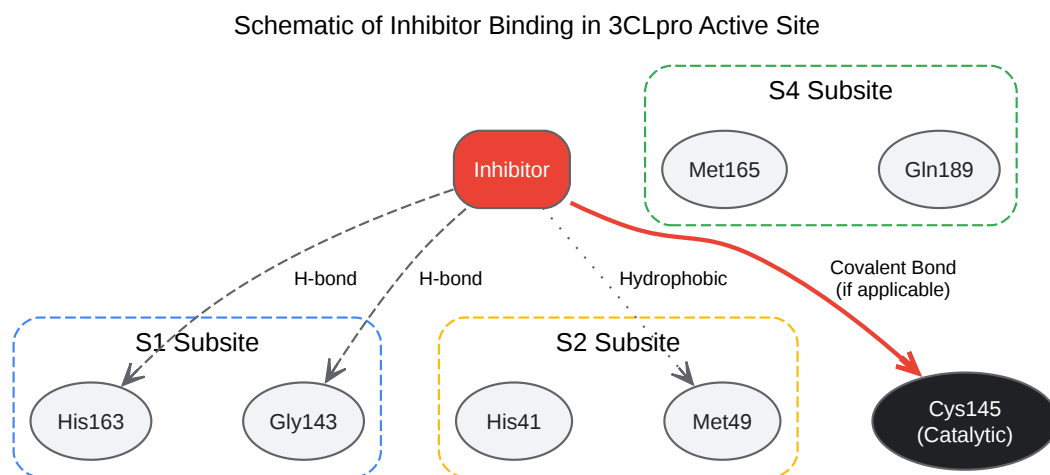 Schematic of Inhibitor Binding in 3CLpro Active Site
S4 Subsite
Inhibitor
Met165
Gln189
H-bond
H-bond
Hydrophobic
Covalent Bond
(if applicable)
S1 Subsite
S2 Subsite
His163
Gly143
His41
Met49
Cys145
(Catalytic)